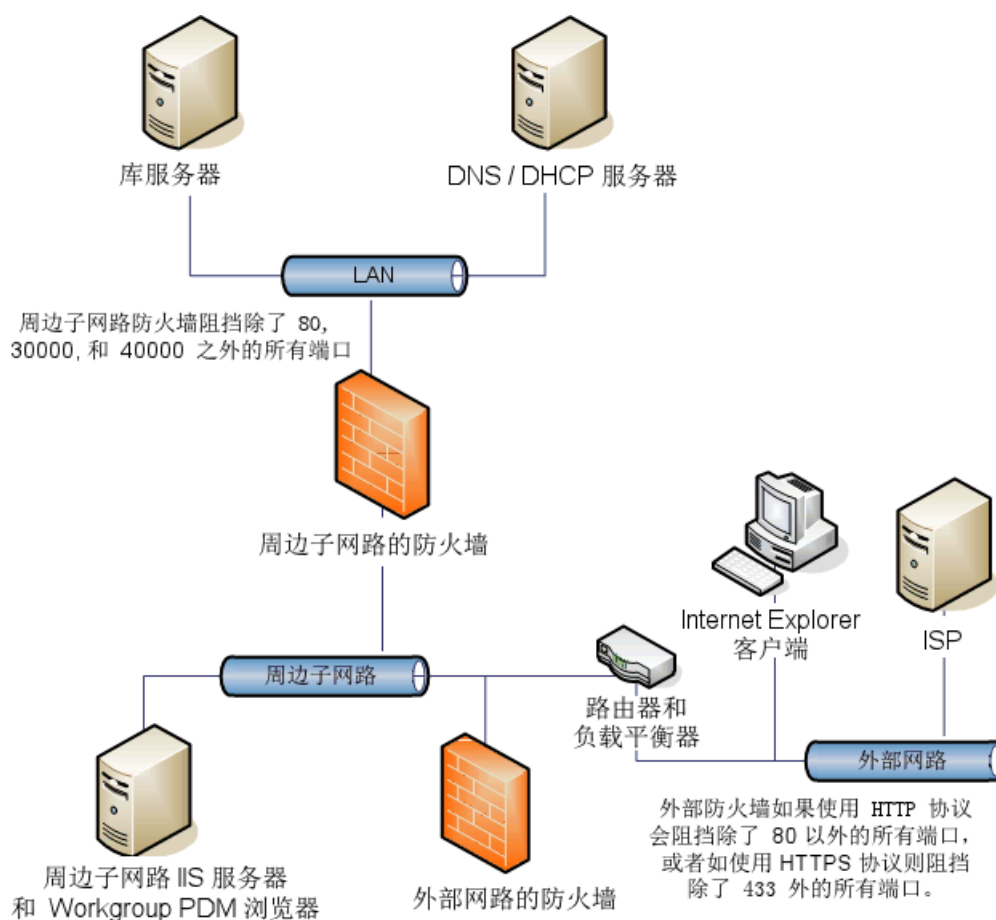 库服务器
DNS / DHCP 服务器
LAN
周边子网路防火墙阻挡除了 80,
30000, 和 40000 之外的所有端口
周边子网路的防火墙
Internet Explorer
客户端
ISP
周边子网路
路由器和
负载平衡器
外部网路
外部防火墙如果使用 HTTP 协议
会阻挡除了 80 以外的所有端口,
或者如使用 HTTPS 协议则阻挡
除了 433 外的所有端口。
周边子网路 IIS 服务器
和 Workgroup PDM 浏览器
外部网路的防火墙